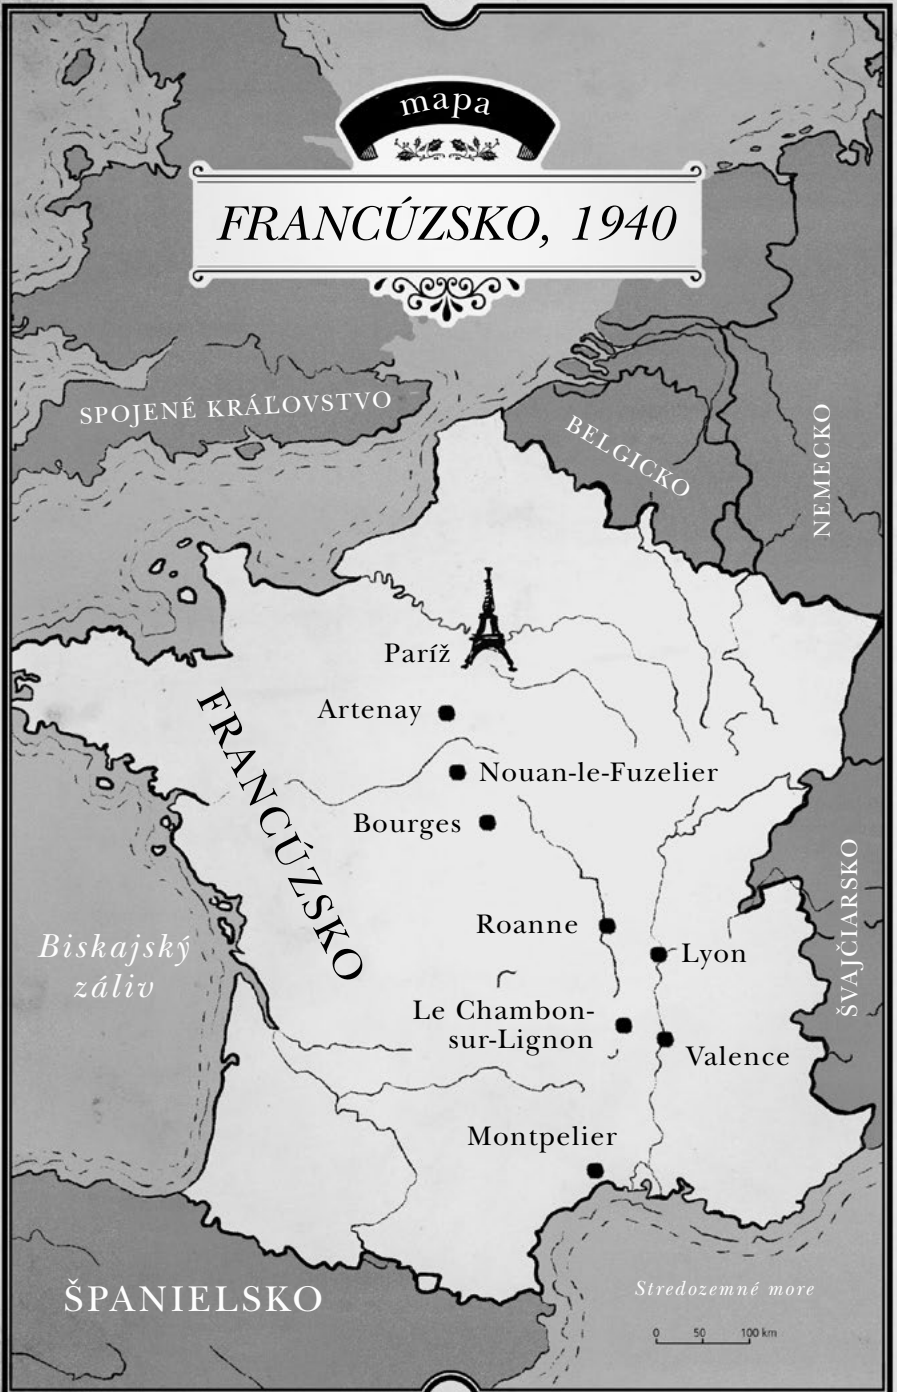 mapa
FRANCÚZSKO, 1940
SPOJENÉ KRÁĽOVSTVO
BELGICKO
NEMECKO
Paríž
Artenay
FRANCÚZSKO
Nouan-le-Fuzelier
Bourges
ŠVAJČIARSKO
Roanne
Biskajský
záliv
Lyon
Le Chambon-
sur-Lignon
Valence
Montpelier
ŠPANIELSKO
Stredozemné more
0 50 100 km